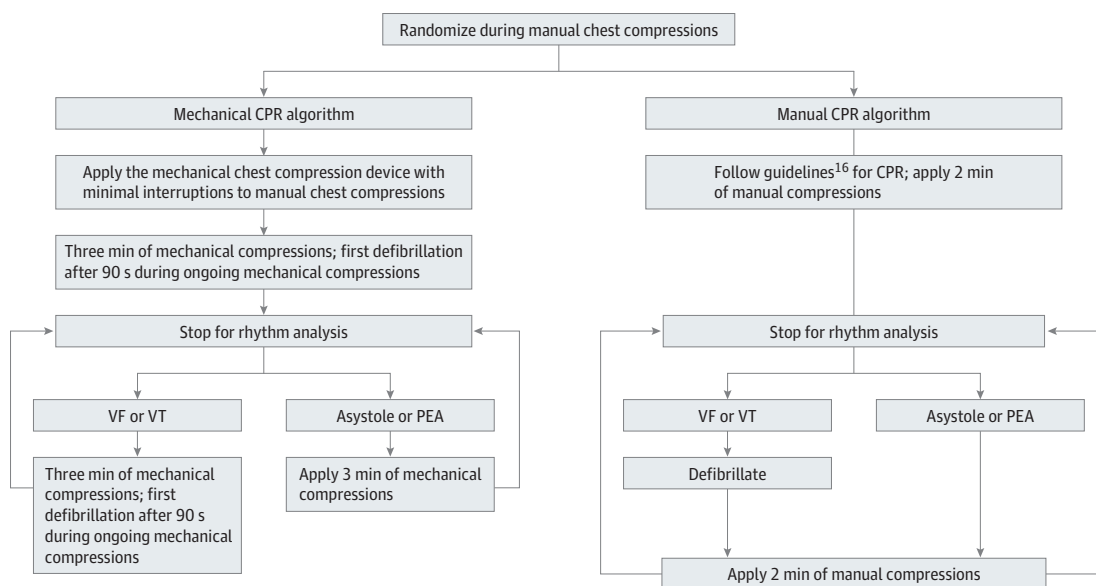 Randomize during manual chest compressions
Mechanical CPR algorithm
Apply the mechanical chest compression device with
minimal interruptions to manual chest compressions
Three min of mechanical compressions; first defibrillation
after 90 s during ongoing mechanical compressions
Stop for rhythm analysis
VF or VT
Asystole or PEA
Three min of mechanical
compressions; first
defibrillation after 90 s
during ongoing mechanical
compressions
Apply 3 min of mechanical
compressions
Manual CPR algorithm
Follow guidelines16 for CPR; apply 2 min
of manual compressions
Stop for rhythm analysis
VF or VT
Asystole or PEA
Defibrillate
Apply 2 min of manual compressions